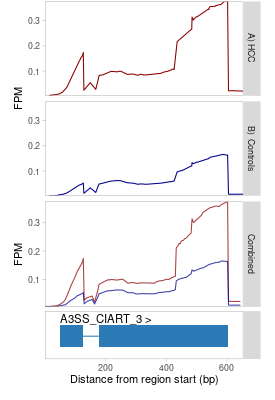 0.3
0.2
0.1
A) HCC
FPM
0.3
0.2
0.1
B) Controls
0.3
0.2
0.1
Combined
FPM
A3SS_CIART_3 >
0
200
400
600
Distance from region start (bp)